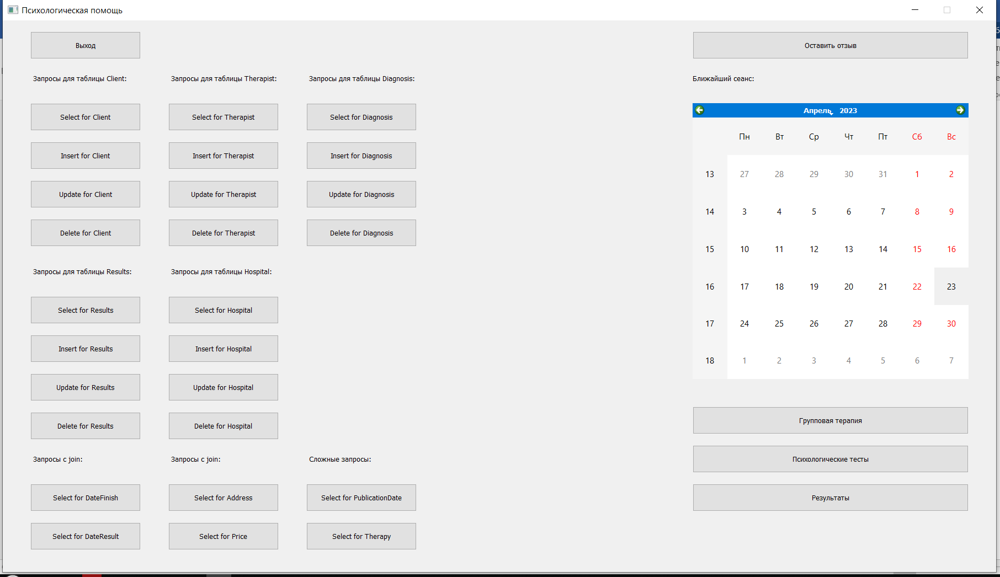 Психологическая помощь
Выход
Оставить отзыв
Запросы для таблицы Client: Запросы для таблицы Therapist: Запросы для таблицы Diagnosis:
Ближайший сеанс:
Select for Client Select for Therapist Select for Diagnosis
Insert for Client Insert for Therapist Insert for Diagnosis
Update for Client Update for Therapist Update for Diagnosis
Delete for Client Delete for Therapist Delete for Diagnosis
Запросы для таблицы Results: Запросы для таблицы Hospital:
Select for Results Select for Hospital
Insert for Results Insert for Hospital
Update for Results Update for Hospital
Delete for Results Delete for Hospital
Запросы с join: Запросы с join: Сложные запросы:
Select for DateFinish Select for Address Select for PublicationDate
Select for DateResult Select for Price Select for Therapy
Апрель 2023
Пн Вт Ср Чт Пт Сб Вс
13 27 28 29 30 31 1 2
14 3 4 5 6 7 8 9
15 10 11 12 13 14 15 16
16 17 18 19 20 21 22 23
17 24 25 26 27 28 29 30
18 1 2 3 4 5 6 7
Групповая терапия
Психологические тесты
Результаты